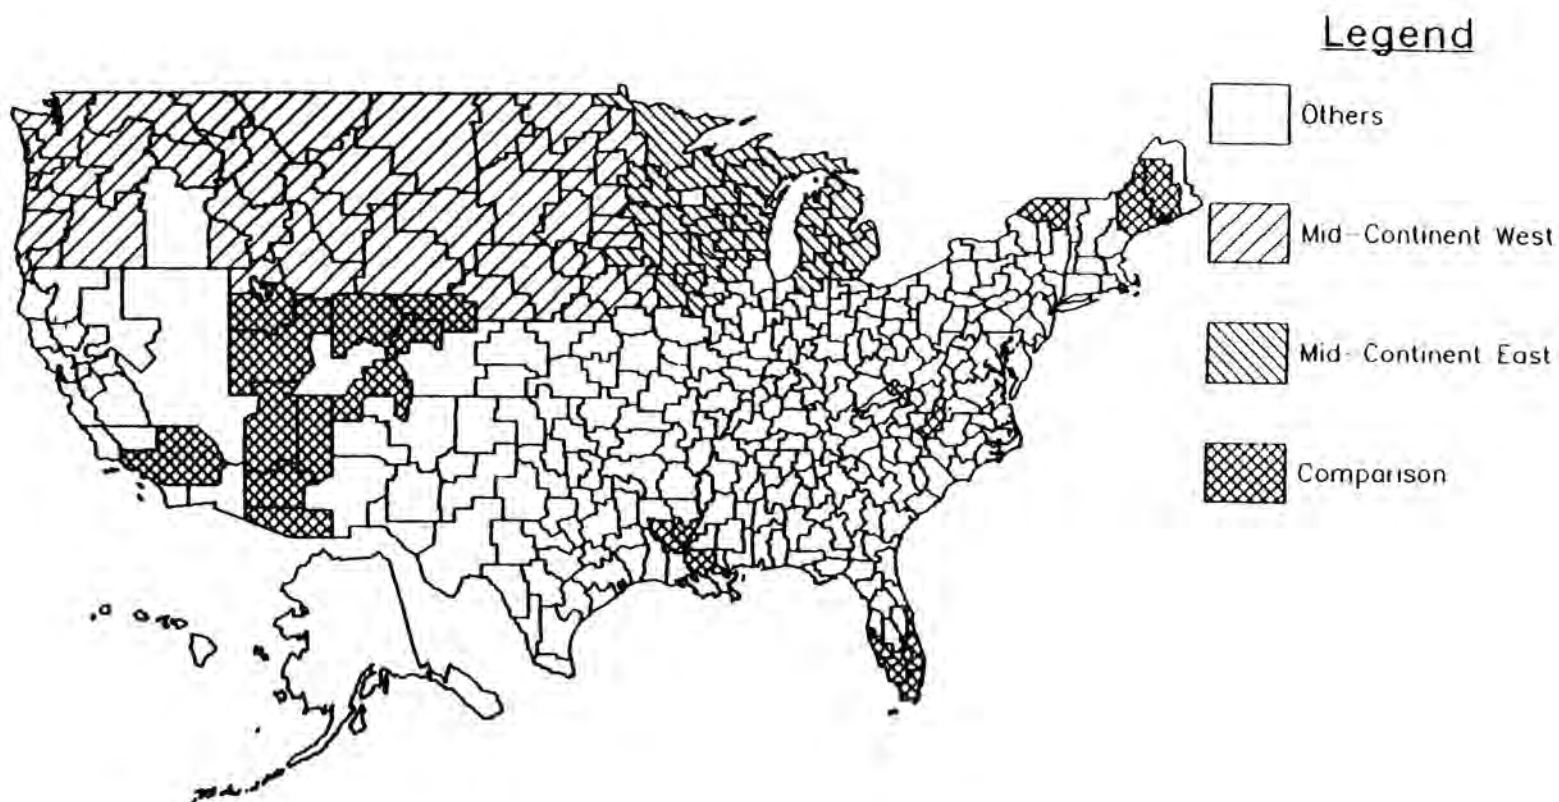 Legend
Others
Mid-Continent West
Mid-Continent East
Comparison